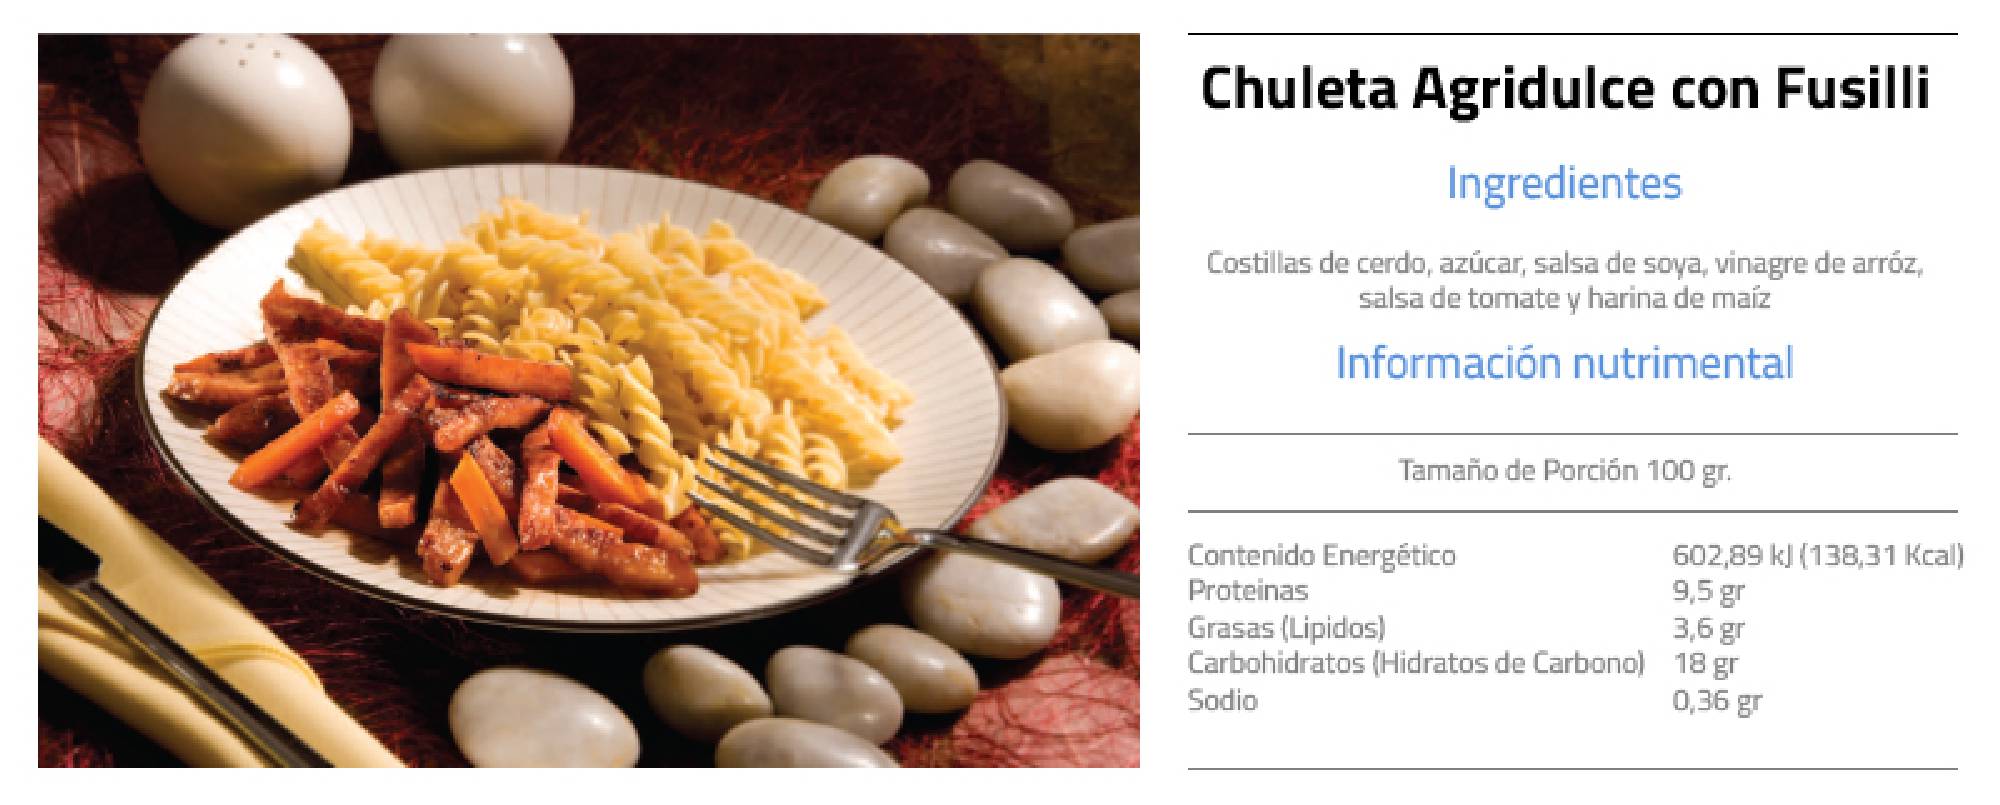 Chuleta Agridulce con Fusilli
Ingredientes
Costillas de cerdo, azúcar, salsa de soya, vinagre de arróz,
salsa de tomate y harina de maíz
Información nutrimental
Tamaño de Porción 100 gr.
Contenido Energético 602,89 kJ (138,31 Kcal)
Proteinas 9,5 gr
Grasas (Lipidos) 3,6 gr
Carbohidratos (Hidratos de Carbono) 18 gr
Sodio 0,36 gr